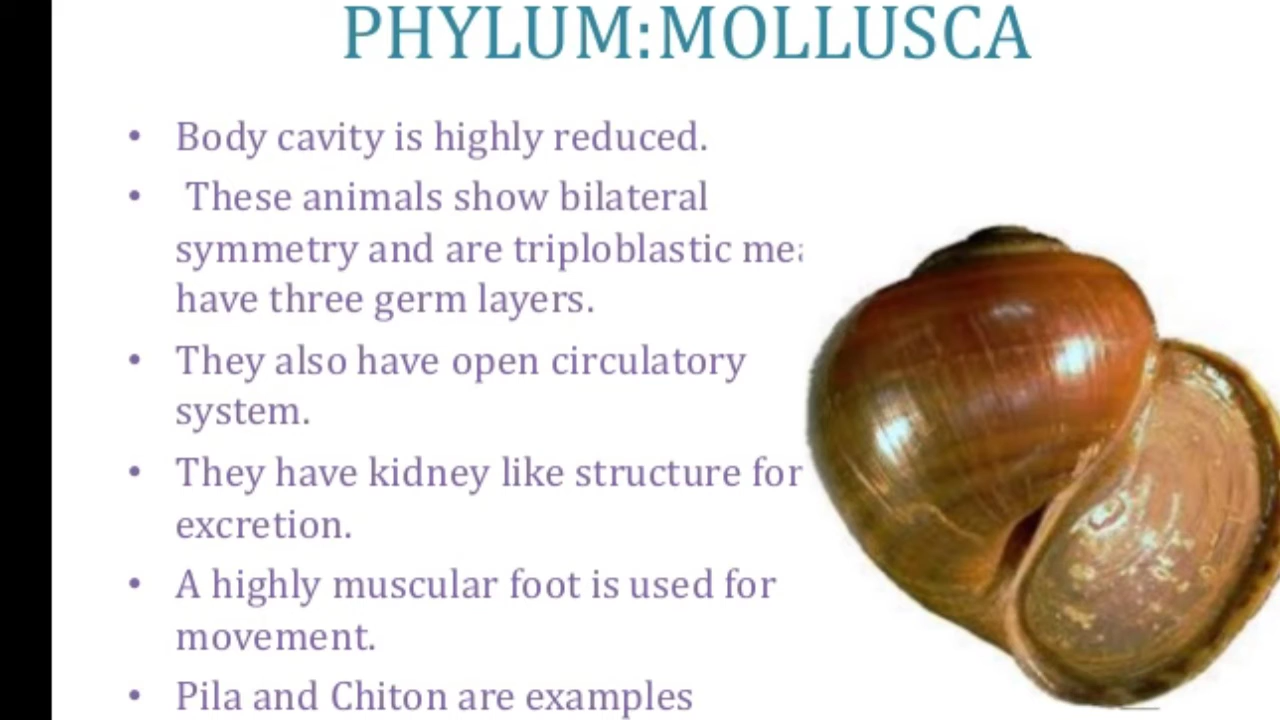 PHYLUM:MOLLUSCA
• Body cavity is highly reduced.
• These animals show bilateral
symmetry and are triploblastic
have three germ layers.
• They also have open circulatory
system.
• They have kidney like structure for
excretion.
• A highly muscular foot is used for
movement.
• Pila and Chiton are examples